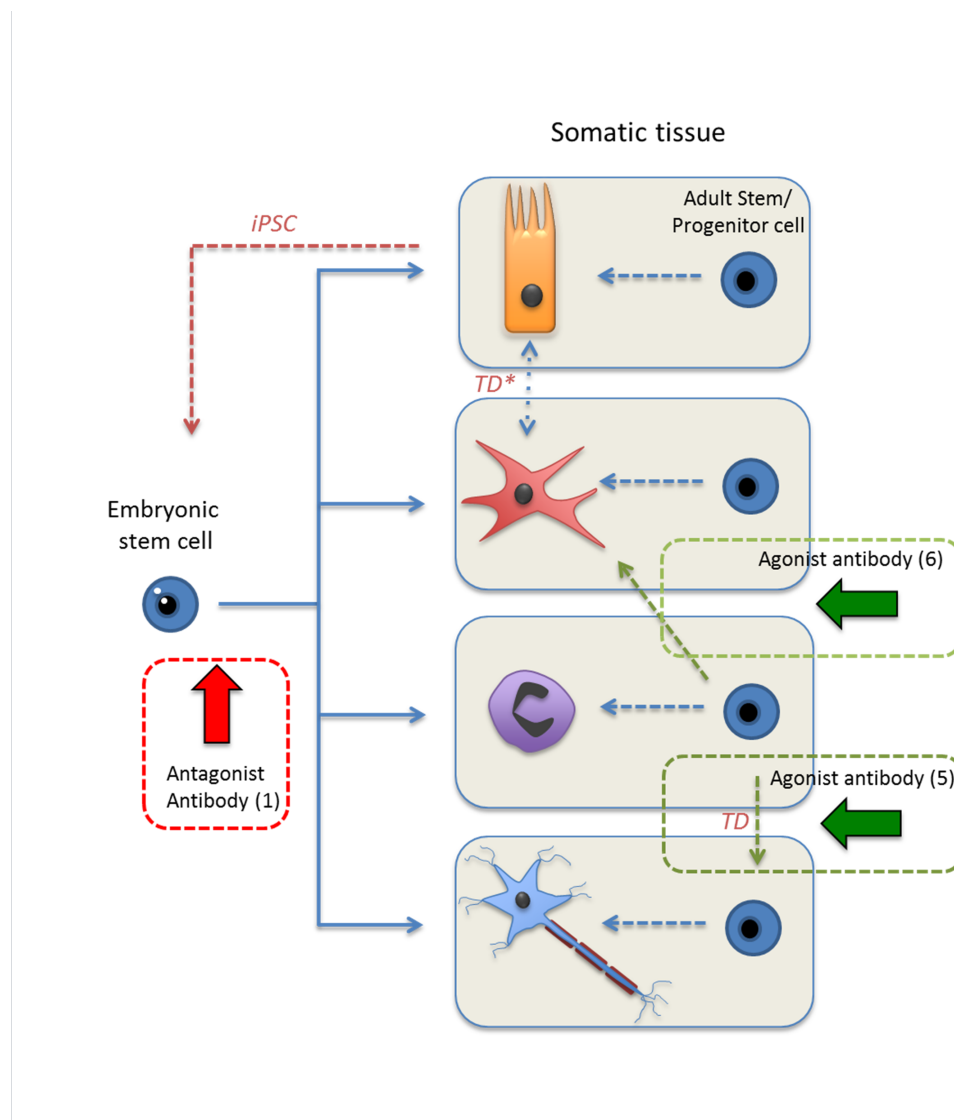 Somatic tissue
Adult Stem/
Progenitor cell
iPSC
TD*
Embryonic
stem cell
Agonist antibody (6)
Antagonist
Antibody (1)
Agonist antibody (5)
TD